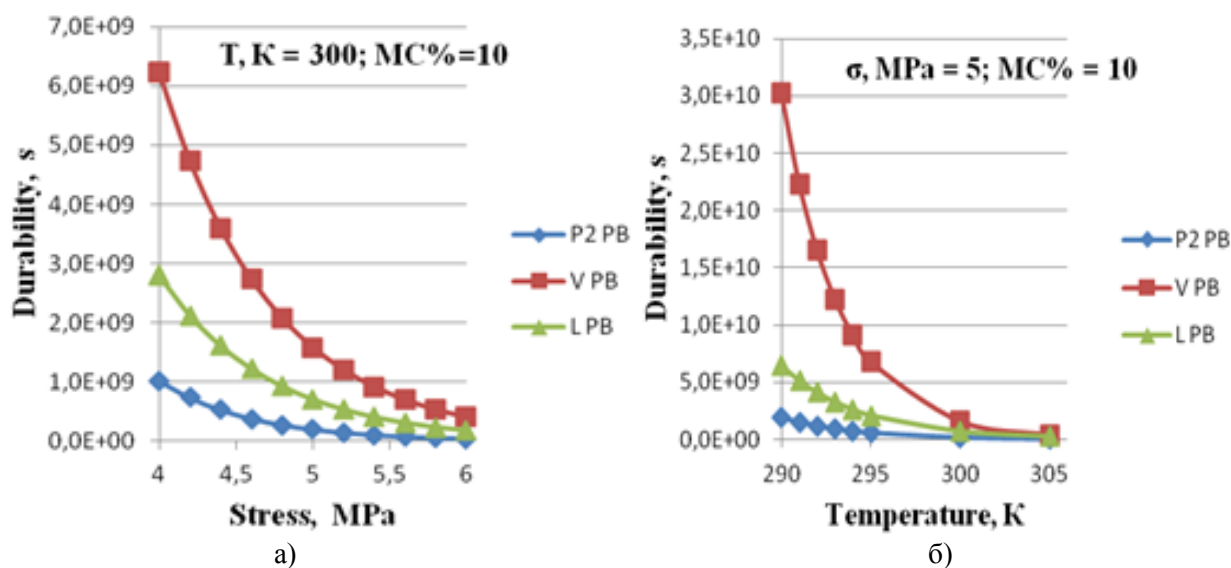 7,0E+09
6,0E+09
5,0E+09
4,0E+09
3,0E+09
2,0E+09
1,0E+09
0,0E+00
Durability, s
T, K = 300; MC%=10
4
4,5
5
5,5
6
Stress, MPa
P2 PB
V PB
L PB
а)
3,5E+10
3,0E+10
2,5E+10
2,0E+10
1,5E+10
1,0E+10
5,0E+09
0,0E+00
Durability, s
σ, MPa = 5; MC% = 10
290
295
300
305
Temperature, K
P2 PB
V PB
L PB
б)